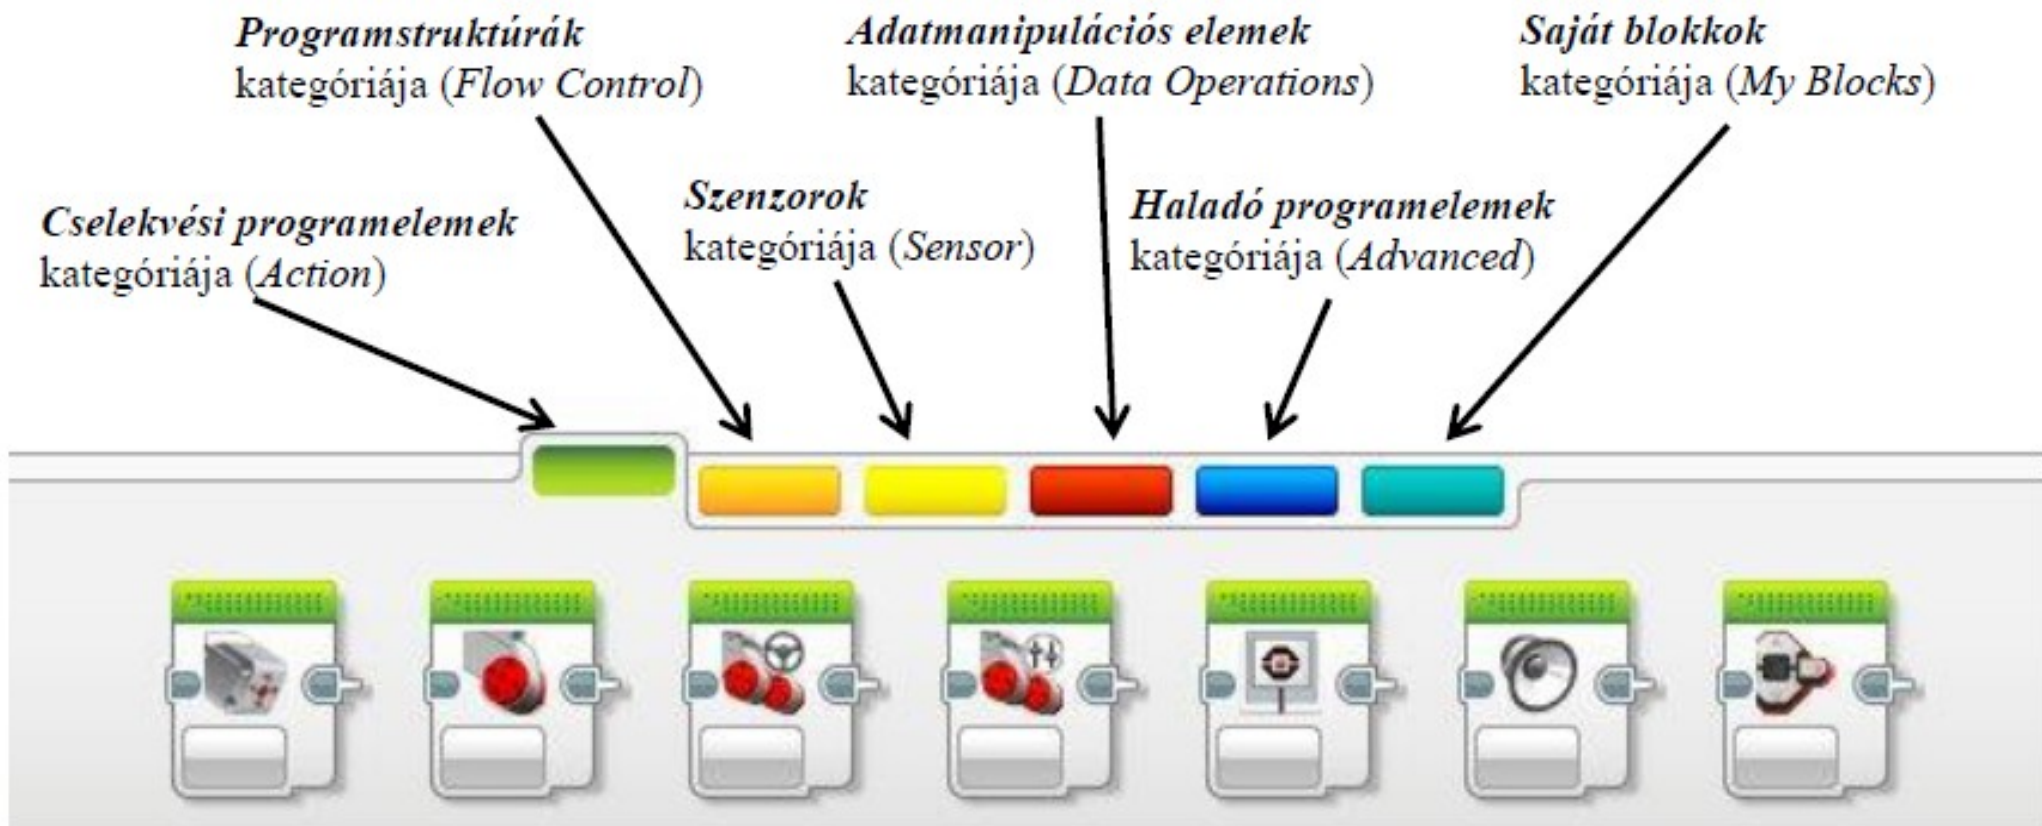 Programstruktúrák
kategóriája (Flow Control)
Adatmanipulációs elemek
kategóriája (Data Operations)
Saját blokkok
kategóriája (My Blocks)
Cselekvési programelemek
kategóriája (Action)
Szenzorok
kategóriája (Sensor)
Haladó programelemek
kategóriája (Advanced)